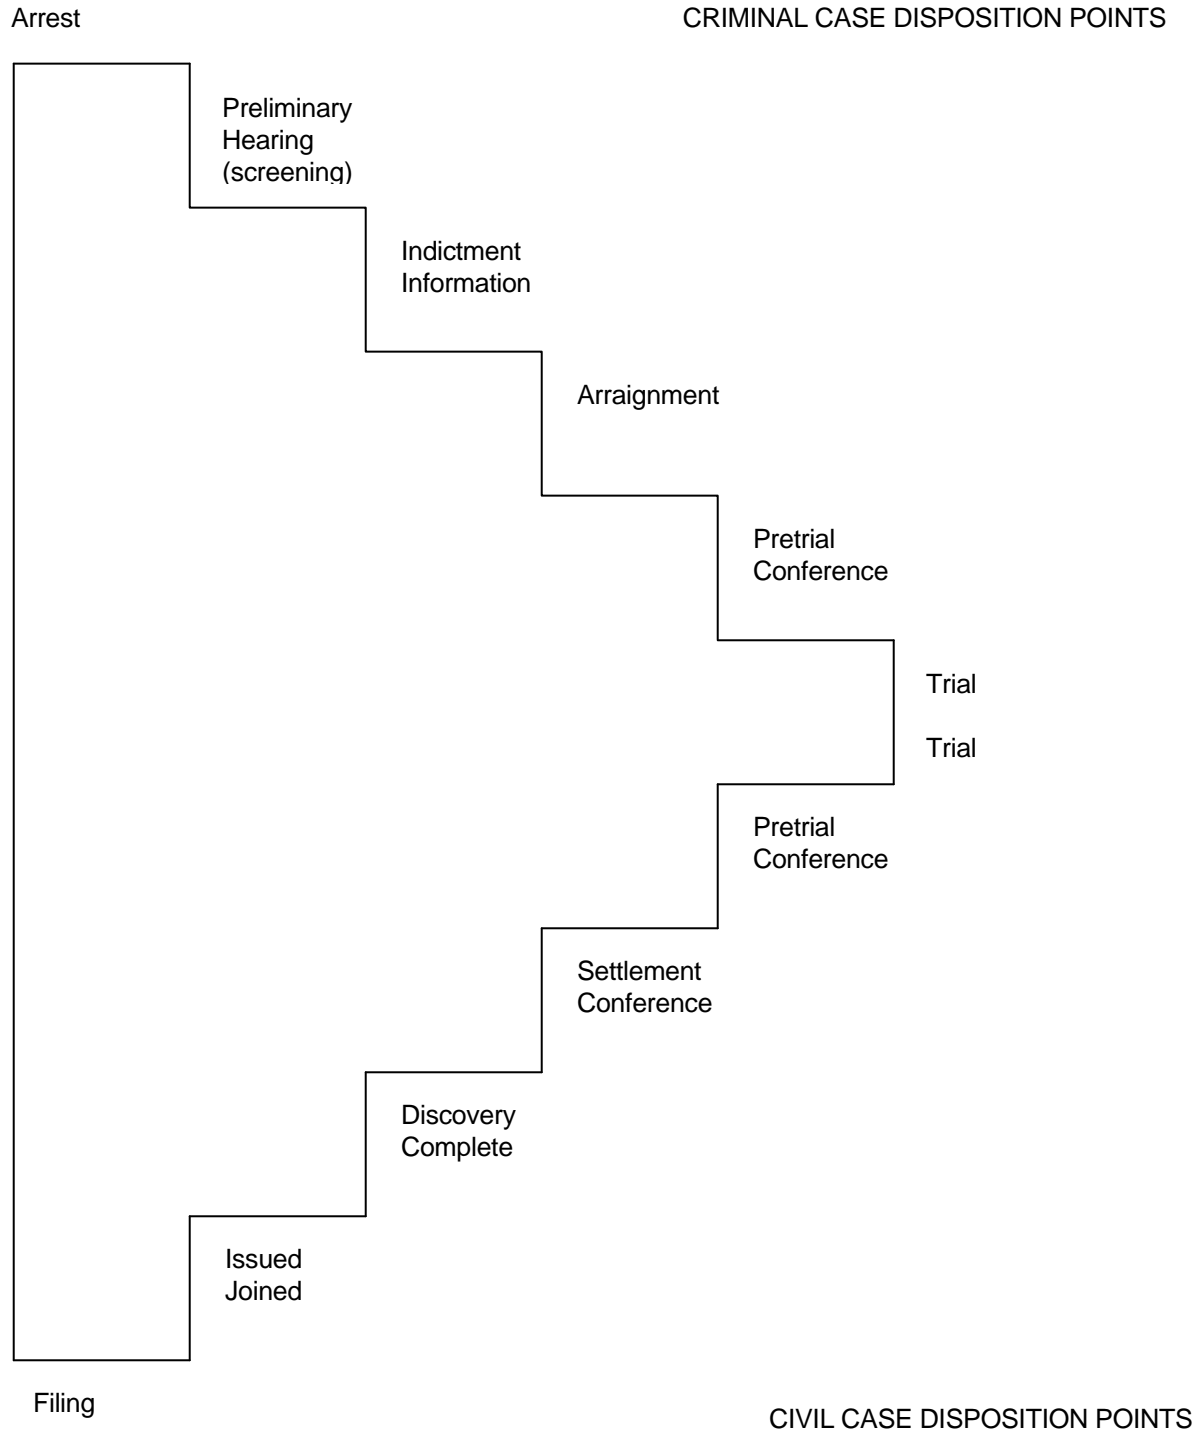 Arrest
CRIMINAL CASE DISPOSITION POINTS
Preliminary
Hearing
(screening)
Indictment
Information
Arraignment
Pretrial
Conference
Trial
Trial
Pretrial
Conference
Settlement
Conference
Discovery
Complete
Issued
Joined
Filing
CIVIL CASE DISPOSITION POINTS